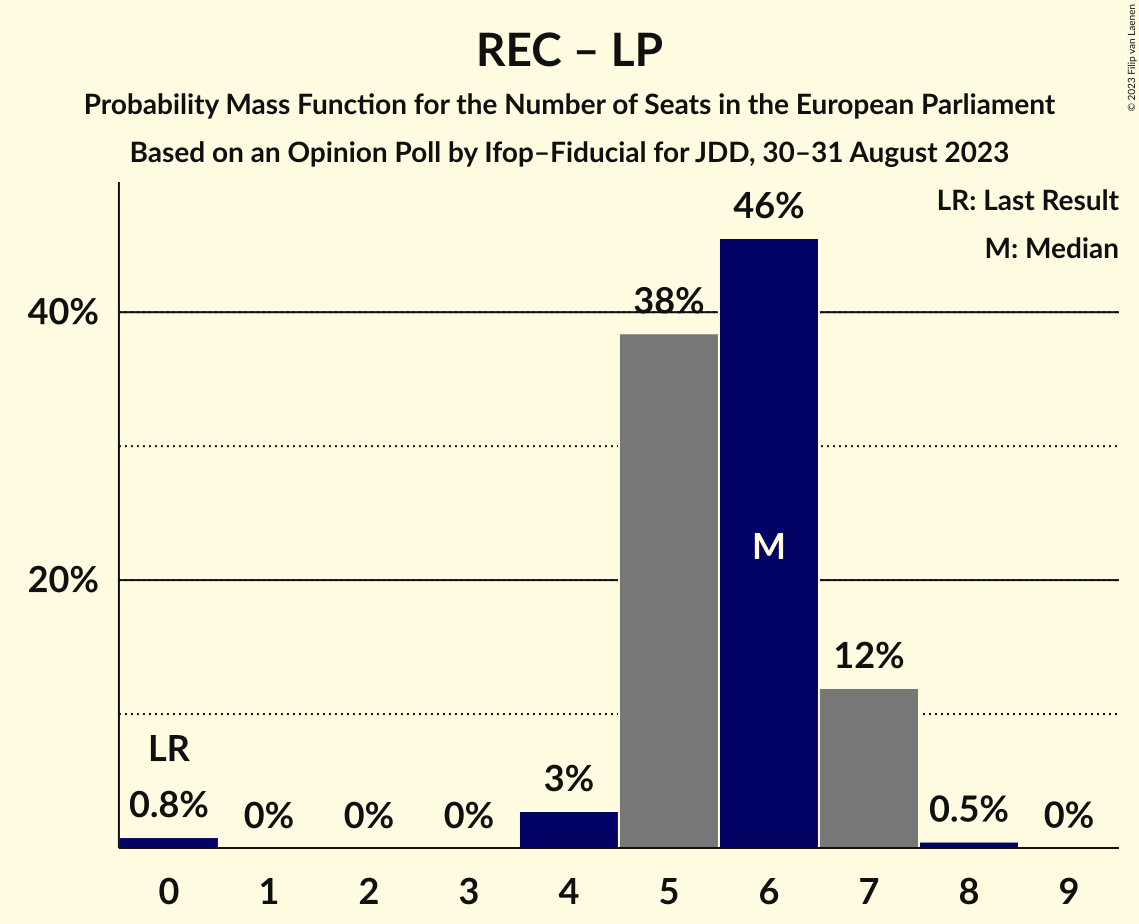 REC – LP
Probability Mass Function for the Number of Seats in the European Parliament
Based on an Opinion Poll by Ifop–Fiducial for JDD, 30–31 August 2023
© 2023 Filip van Laenen
LR: Last Result
M: Median
46%
38%
40%
M
20%
12%
LR
3%
0.8%
0%
0%
0%
0.5%
0%
0 1 2 3 4 5 6 7 8 9